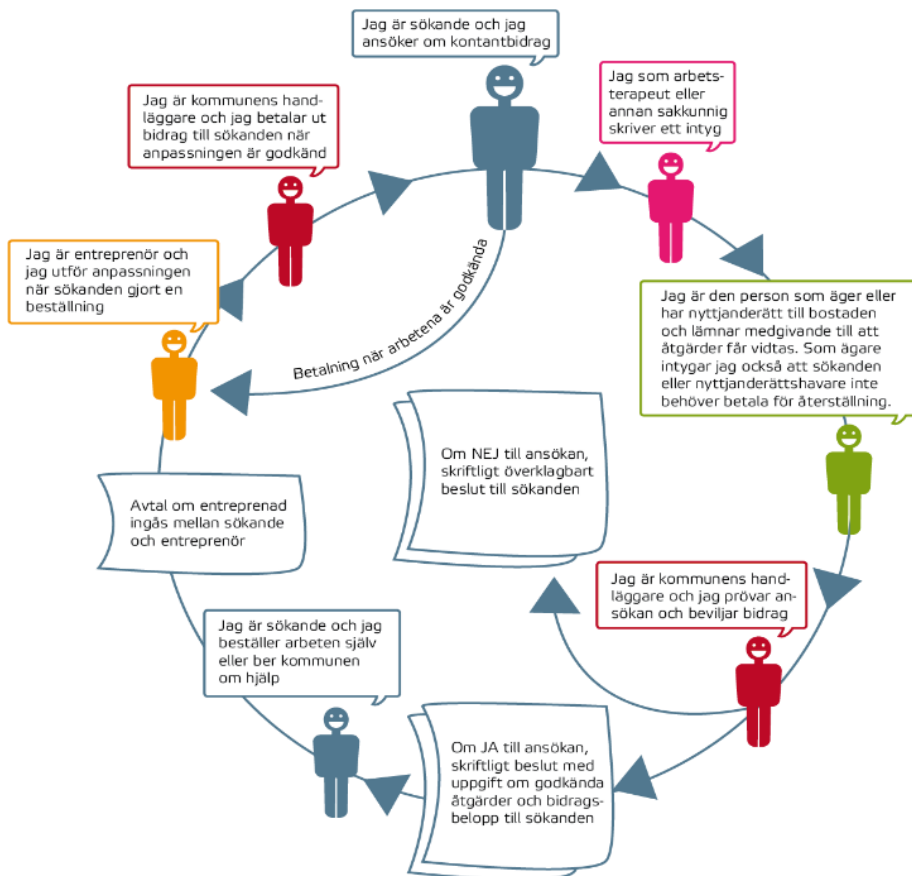 Jag är sökande och jag
ansöker om kontantbidrag
Jag som arbets-
terapeut eller
annan sakkunnig
skriver ett intyg
Jag är den person som äger eller
har nyttjanderätt till bostaden
och lämnar medgivande till att
åtgärder får vidtas. Som ägare
intygar jag också att sökanden
eller nyttjanderättshavare inte
behöver betala för återställning.
Jag är kommunens hand-
läggare och jag prövar an-
sökan och beviljar bidrag
Om NEJ till ansökan,
skriftligt överklagbart
beslut till sökanden
Om JA till ansökan,
skriftligt beslut med
uppgift om godkända
åtgärder och bidrags-
belopp till sökanden
Jag är sökande och jag
beställer arbeten själv
eller ber kommunen
om hjälp
Avtal om entreprenad
ingås mellan sökande
och entreprenör
Jag är entreprenör och
jag utför anpassningen
när sökanden gjort en
beställning
Betalning när arbetena är godkända
Jag är kommunens hand-
läggare och jag betalar ut
bidrag till sökanden när
anpassningen är godkänd